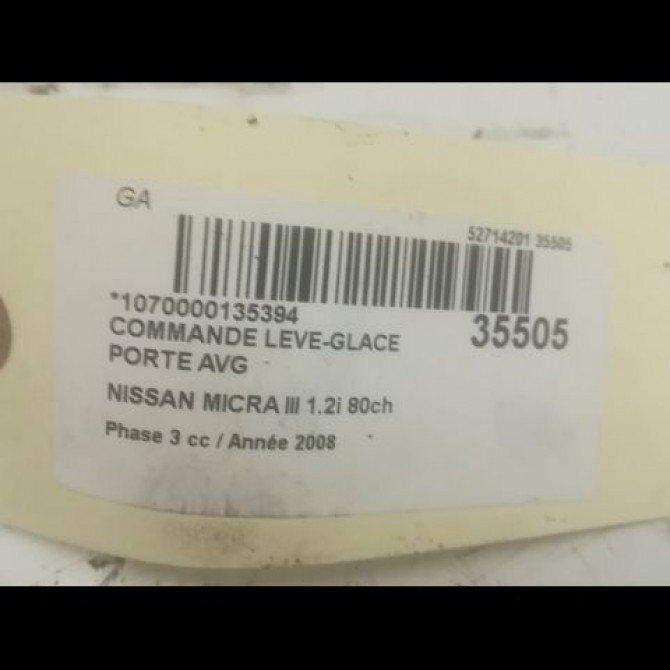 GA
52714201 35505
*1070000135394
35505
COMMANDE LEVE-GLACE
PORTE AVG
NISSAN MICRA III 1.2i 80ch
Phase 3 cc / Année 2008